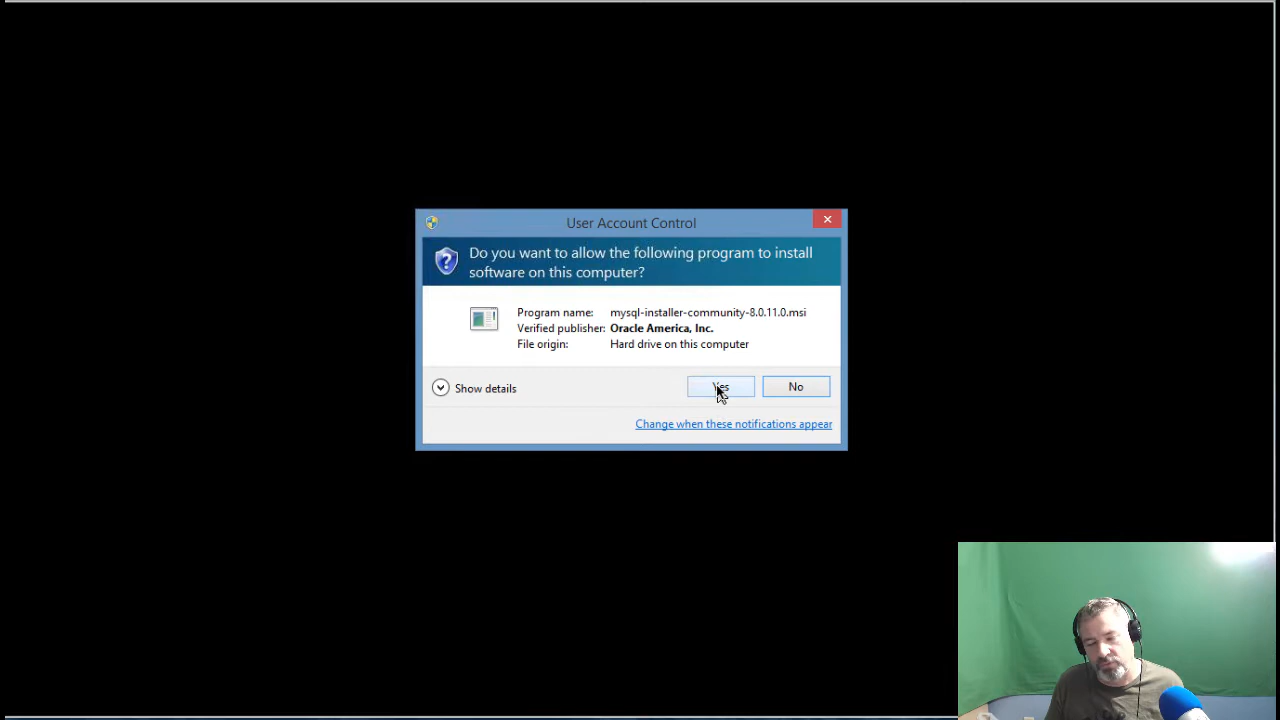 User Account Control
Do you want to allow the following program to install
software on this computer?
Program name: mysql-installer-community-8.0.11.0.msi
Verified publisher: Oracle America, Inc.
File origin: Hard drive on this computer
Show details
Yes
No
Change when these notifications appear